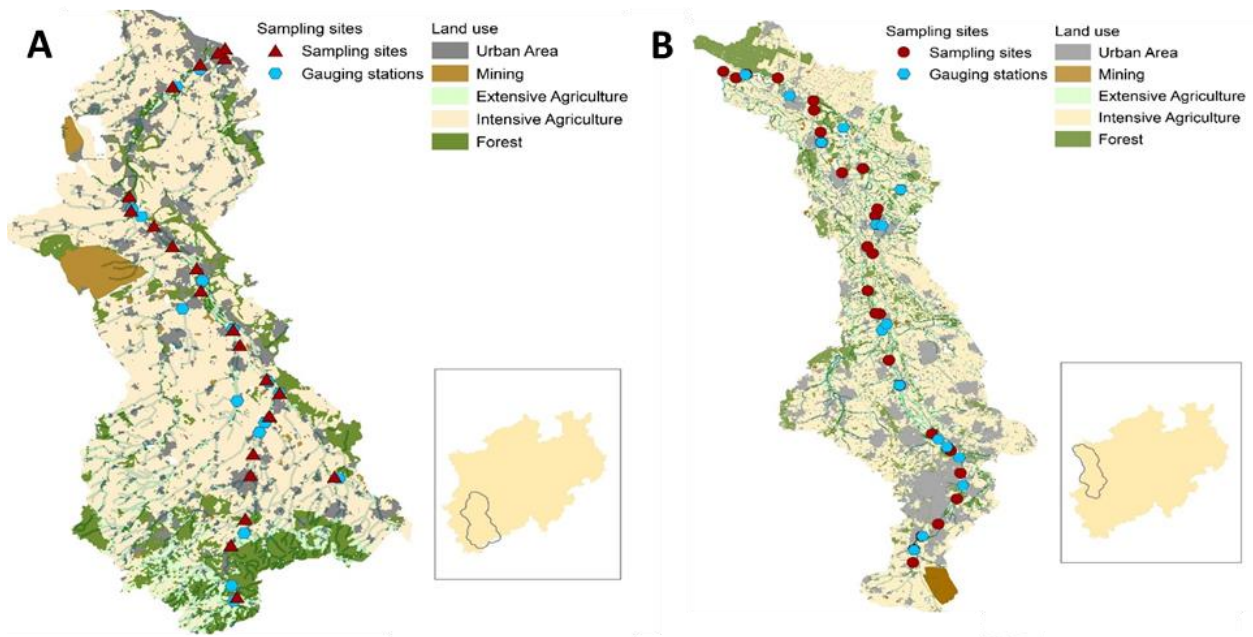 A
Sampling sites
Sampling sites
Gauging stations
Land use
Urban Area
Mining
Extensive Agriculture
Intensive Agriculture
Forest
B
Sampling sites
Sampling sites
Gauging stations
Land use
Urban Area
Mining
Extensive Agriculture
Intensive Agriculture
Forest